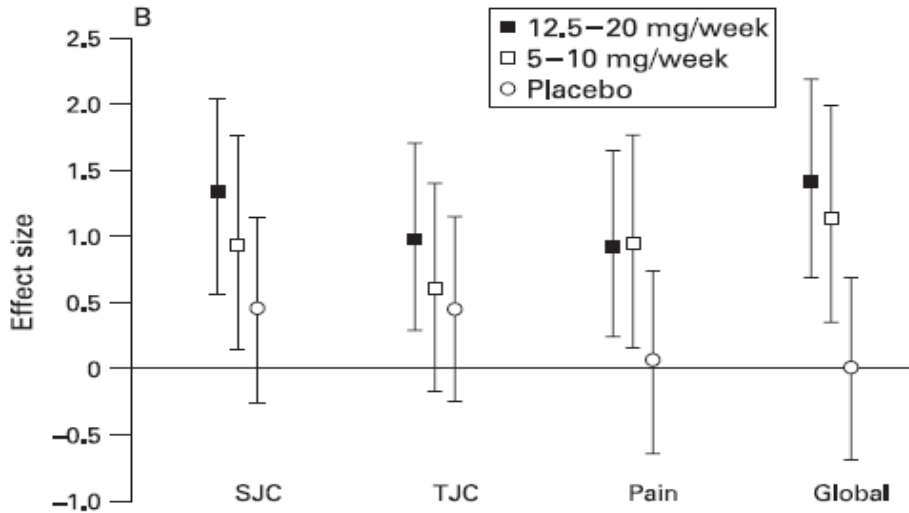 B
12.5–20 mg/week
5–10 mg/week
Placebo
Effect size
2.5
2.0
1.5
1.0
0.5
0
–0.5
–1.0
SJC
TJC
Pain
Global